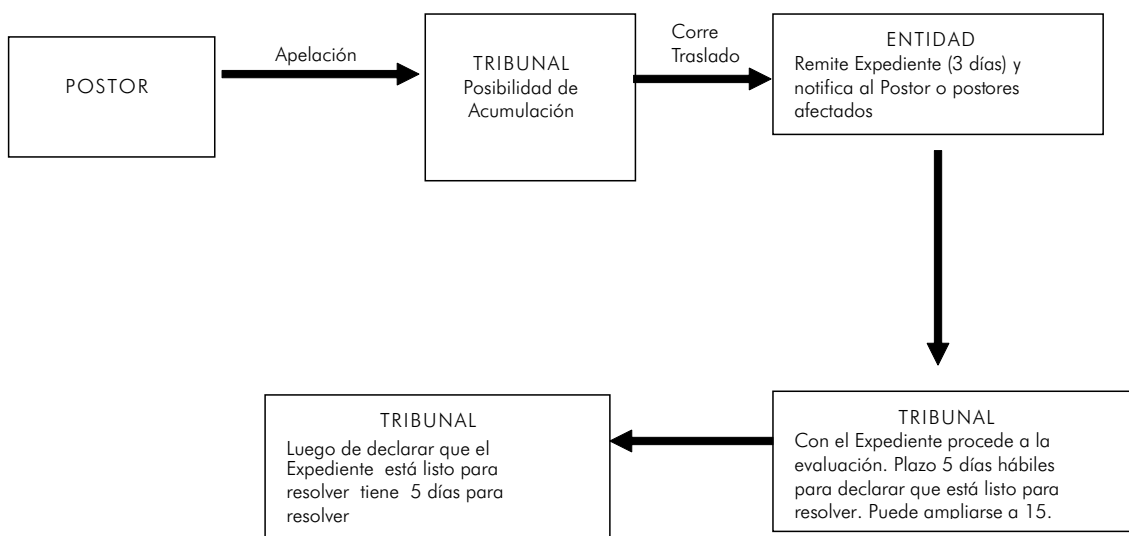 POSTOR
Apelación
TRIBUNAL
Posibilidad de
Acumulación
Corre
Traslado
ENTIDAD
Remite Expediente (3 días) y
notifica al Postor o postores
afectados
TRIBUNAL
Con el Expediente procede a la
evaluación. Plazo 5 días hábiles
para declarar que está listo para
resolver. Puede ampliarse a 15.
TRIBUNAL
Luego de declarar que el
Expediente está listo para
resolver tiene 5 días para
resolver